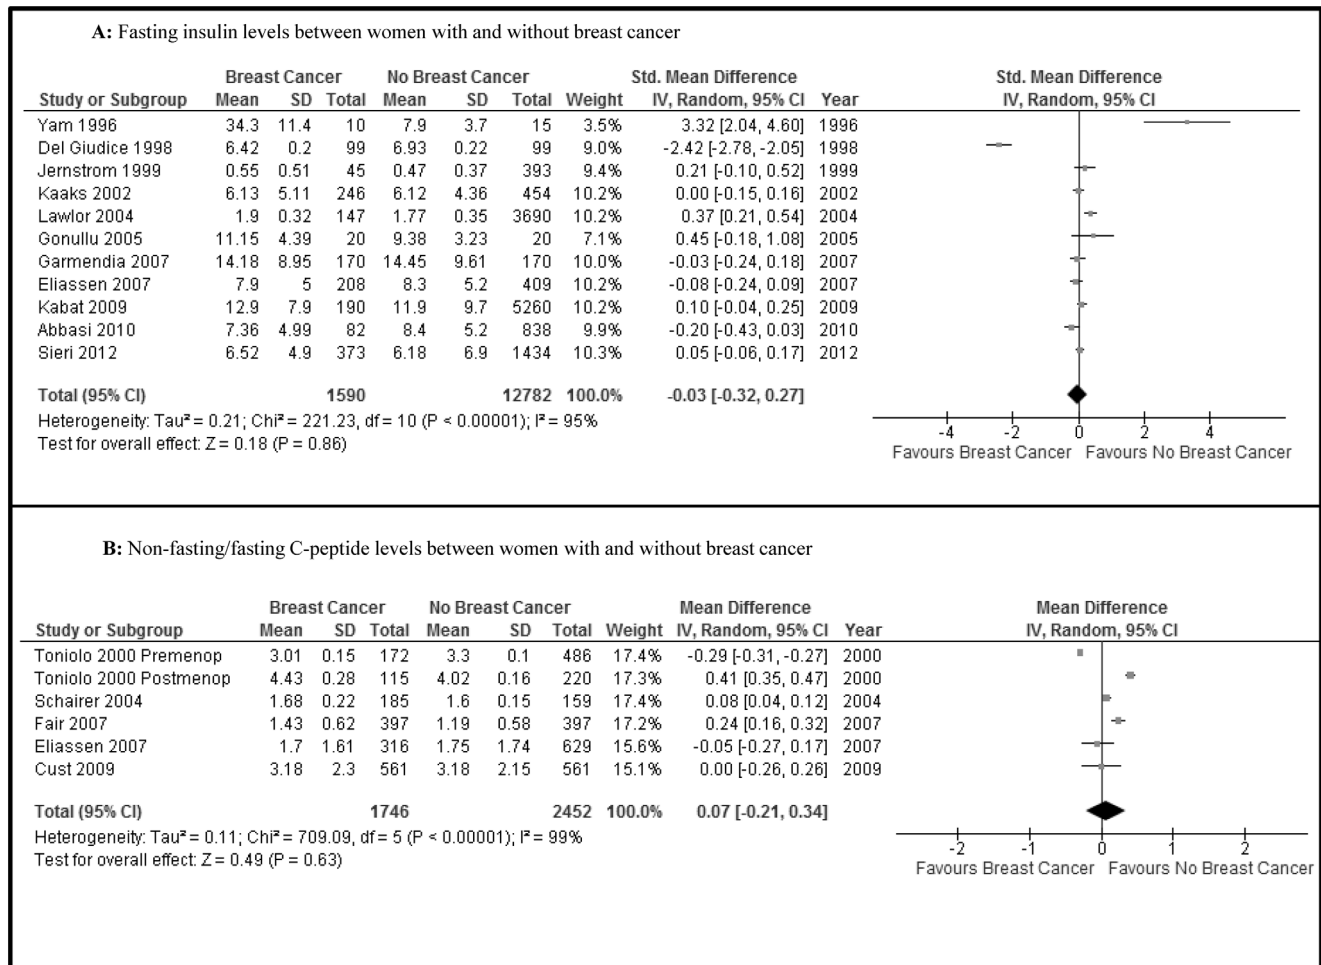 A: Fasting insulin levels between women with and without breast cancer
Breast Cancer No Breast Cancer Std. Mean Difference Std. Mean Difference
Study or Subgroup Mean SD Total Mean SD Total Weight IV, Random, 95% CI Year IV, Random, 95% CI
Yam 1996 34.3 11.4 10 7.9 3.7 15 3.5% 3.32 [2.04, 4.60] 1996
Del Giudice 1998 6.42 0.2 99 6.93 0.22 99 9.0% -2.42 [-2.78, -2.05] 1998
Jernstrom 1999 0.55 0.51 45 0.47 0.37 393 9.4% 0.21 [-0.10, 0.52] 1999
Kaaks 2002 6.13 5.11 246 6.12 4.36 454 10.2% 0.00 [-0.15, 0.16] 2002
Lawlor 2004 1.9 0.32 147 1.77 0.35 3690 10.2% 0.37 [0.21, 0.54] 2004
Gonullu 2005 11.15 4.39 20 9.38 3.23 20 7.1% 0.45 [-0.18, 1.08] 2005
Garmendia 2007 14.18 8.95 170 14.45 9.61 170 10.0% -0.03 [-0.24, 0.18] 2007
Eliassen 2007 7.9 5 208 8.3 5.2 409 10.2% -0.08 [-0.24, 0.09] 2007
Kabat 2009 12.9 7.9 190 11.9 9.7 5260 10.2% 0.10 [-0.04, 0.25] 2009
Abbasi 2010 7.36 4.99 82 8.4 5.2 838 9.9% -0.20 [-0.43, 0.03] 2010
Sieri 2012 6.52 4.9 373 6.18 6.9 1434 10.3% 0.05 [-0.06, 0.17] 2012
Total (95% CI) 1590 12782 100.0% -0.03 [-0.32, 0.27]
Heterogeneity: Tau² = 0.21; Chi² = 221.23, df = 10 (P < 0.00001); I² = 95%
Test for overall effect: Z = 0.18 (P = 0.86)
-4 -2 0 2 4
Favours Breast Cancer Favours No Breast Cancer
B: Non-fasting/fasting C-peptide levels between women with and without breast cancer
Breast Cancer No Breast Cancer Mean Difference Mean Difference
Study or Subgroup Mean SD Total Mean SD Total Weight IV, Random, 95% CI Year IV, Random, 95% CI
Toniolo 2000 Premenop 3.01 0.15 172 3.3 0.1 486 17.4% -0.29 [-0.31, -0.27] 2000
Toniolo 2000 Postmenop 4.43 0.28 115 4.02 0.16 220 17.3% 0.41 [0.35, 0.47] 2000
Schairer 2004 1.68 0.22 185 1.6 0.15 159 17.4% 0.08 [0.04, 0.12] 2004
Fair 2007 1.43 0.62 397 1.19 0.58 397 17.2% 0.24 [0.16, 0.32] 2007
Eliassen 2007 1.7 1.61 316 1.75 1.74 629 15.6% -0.05 [-0.27, 0.17] 2007
Cust 2009 3.18 2.3 561 3.18 2.15 561 15.1% 0.00 [-0.26, 0.26] 2009
Total (95% CI) 1746 2452 100.0% 0.07 [-0.21, 0.34]
Heterogeneity: Tau² = 0.11; Chi² = 709.09, df = 5 (P < 0.00001); I² = 99%
Test for overall effect: Z = 0.49 (P = 0.63)
-2 -1 0 1 2
Favours Breast Cancer Favours No Breast Cancer